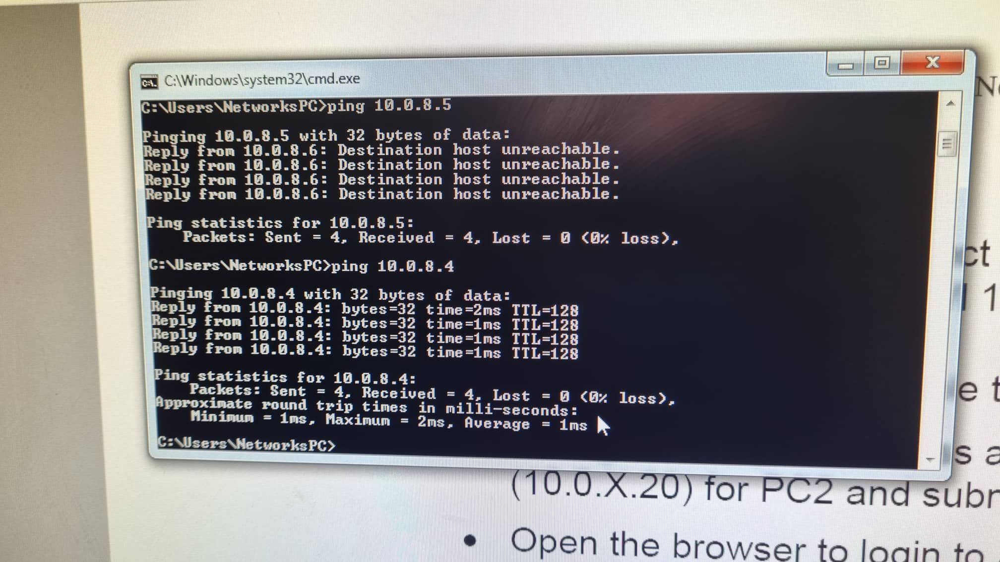 C:\Windows\system32\cmd.exe
C:\Users\NetworksPC>ping 10.0.8.5
Pinging 10.0.8.5 with 32 bytes of data:
Reply from 10.0.8.6: Destination host unreachable.
Reply from 10.0.8.6: Destination host unreachable.
Reply from 10.0.8.6: Destination host unreachable.
Reply from 10.0.8.6: Destination host unreachable.
Ping statistics for 10.0.8.5:
Packets: Sent = 4, Received = 4, Lost = 0 (0% loss),
C:\Users\NetworksPC>ping 10.0.8.4
Pinging 10.0.8.4 with 32 bytes of data:
Reply from 10.0.8.4: bytes=32 time=2ms TTL=128
Reply from 10.0.8.4: bytes=32 time=1ms TTL=128
Reply from 10.0.8.4: bytes=32 time=1ms TTL=128
Reply from 10.0.8.4: bytes=32 time=1ms TTL=128
Ping statistics for 10.0.8.4:
Packets: Sent = 4, Received = 4, Lost = 0 (0% loss),
Approximate round trip times in milli-seconds:
Minimum = 1ms, Maximum = 2ms, Average = 1ms
C:\Users\NetworksPC>
(10.0.X.20) for PC2 and
• Open the browser to login to